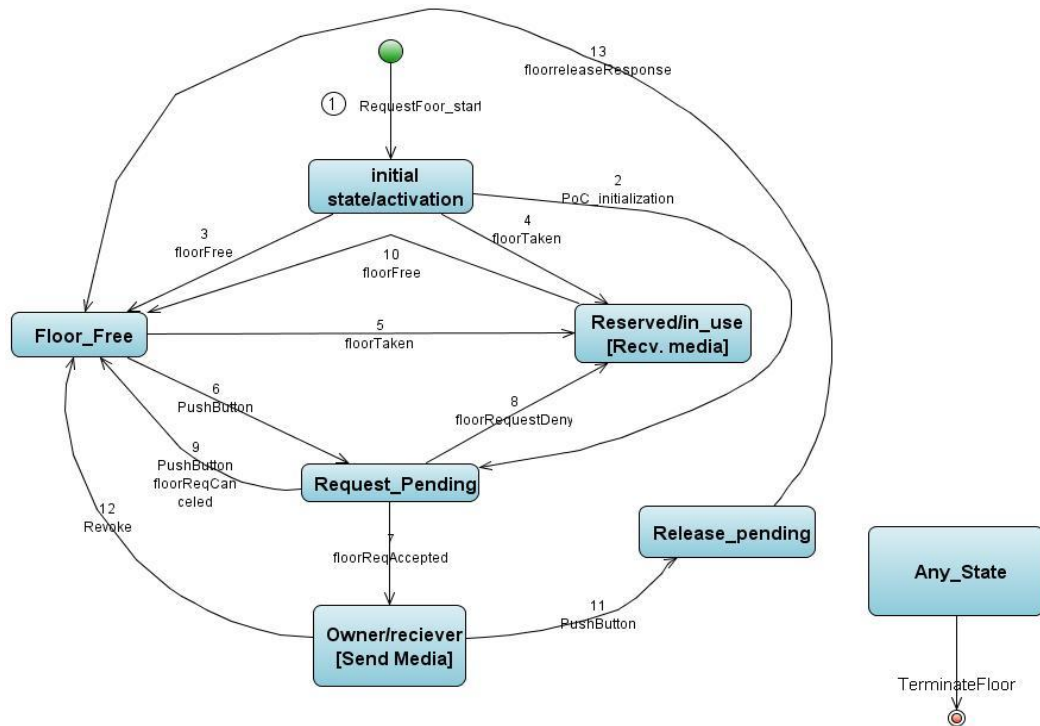 13
floorreleaseResponse
1
RequestFoor_start
initial
state/activation
2
PoC_initialization
3
floorFree
4
floorTaken
10
floorFree
Floor_Free
5
floorTaken
Reserved/in_use
[Recv. media]
6
PushButton
8
floorRequestDeny
9
PushButton
floorReqCan
celed
Request_Pending
12
Revoke
7
floorReqAccepted
Release_pending
Any_State
11
PushButton
Owner/reciever
[Send Media]
TerminateFloor